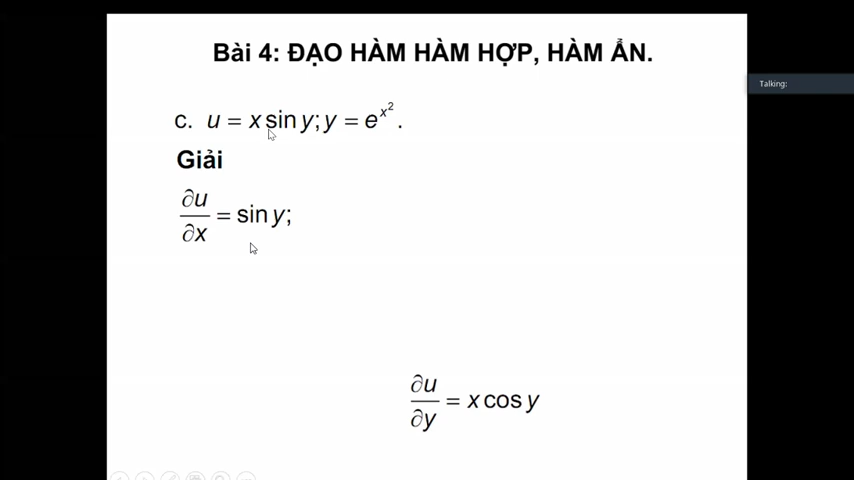 Bài 4: ĐẠO HÀM HÀM HỢP, HÀM ẨN.
Talking:
c. u = x sin y; y = e^{x^2}.
Giải
∂u/∂x = sin y;
∂u/∂y = x cos y